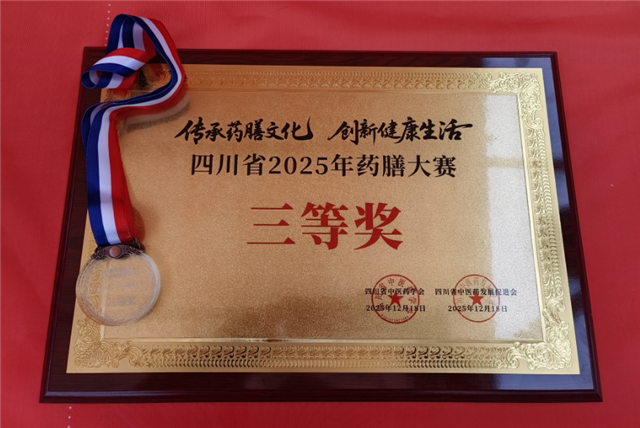 传承药膳文化 创新健康生活
四川省2025年药膳大赛
三等奖
四川省中医药学会 四川省中医药发展促进会
2025年12月18日 2025年12月18日